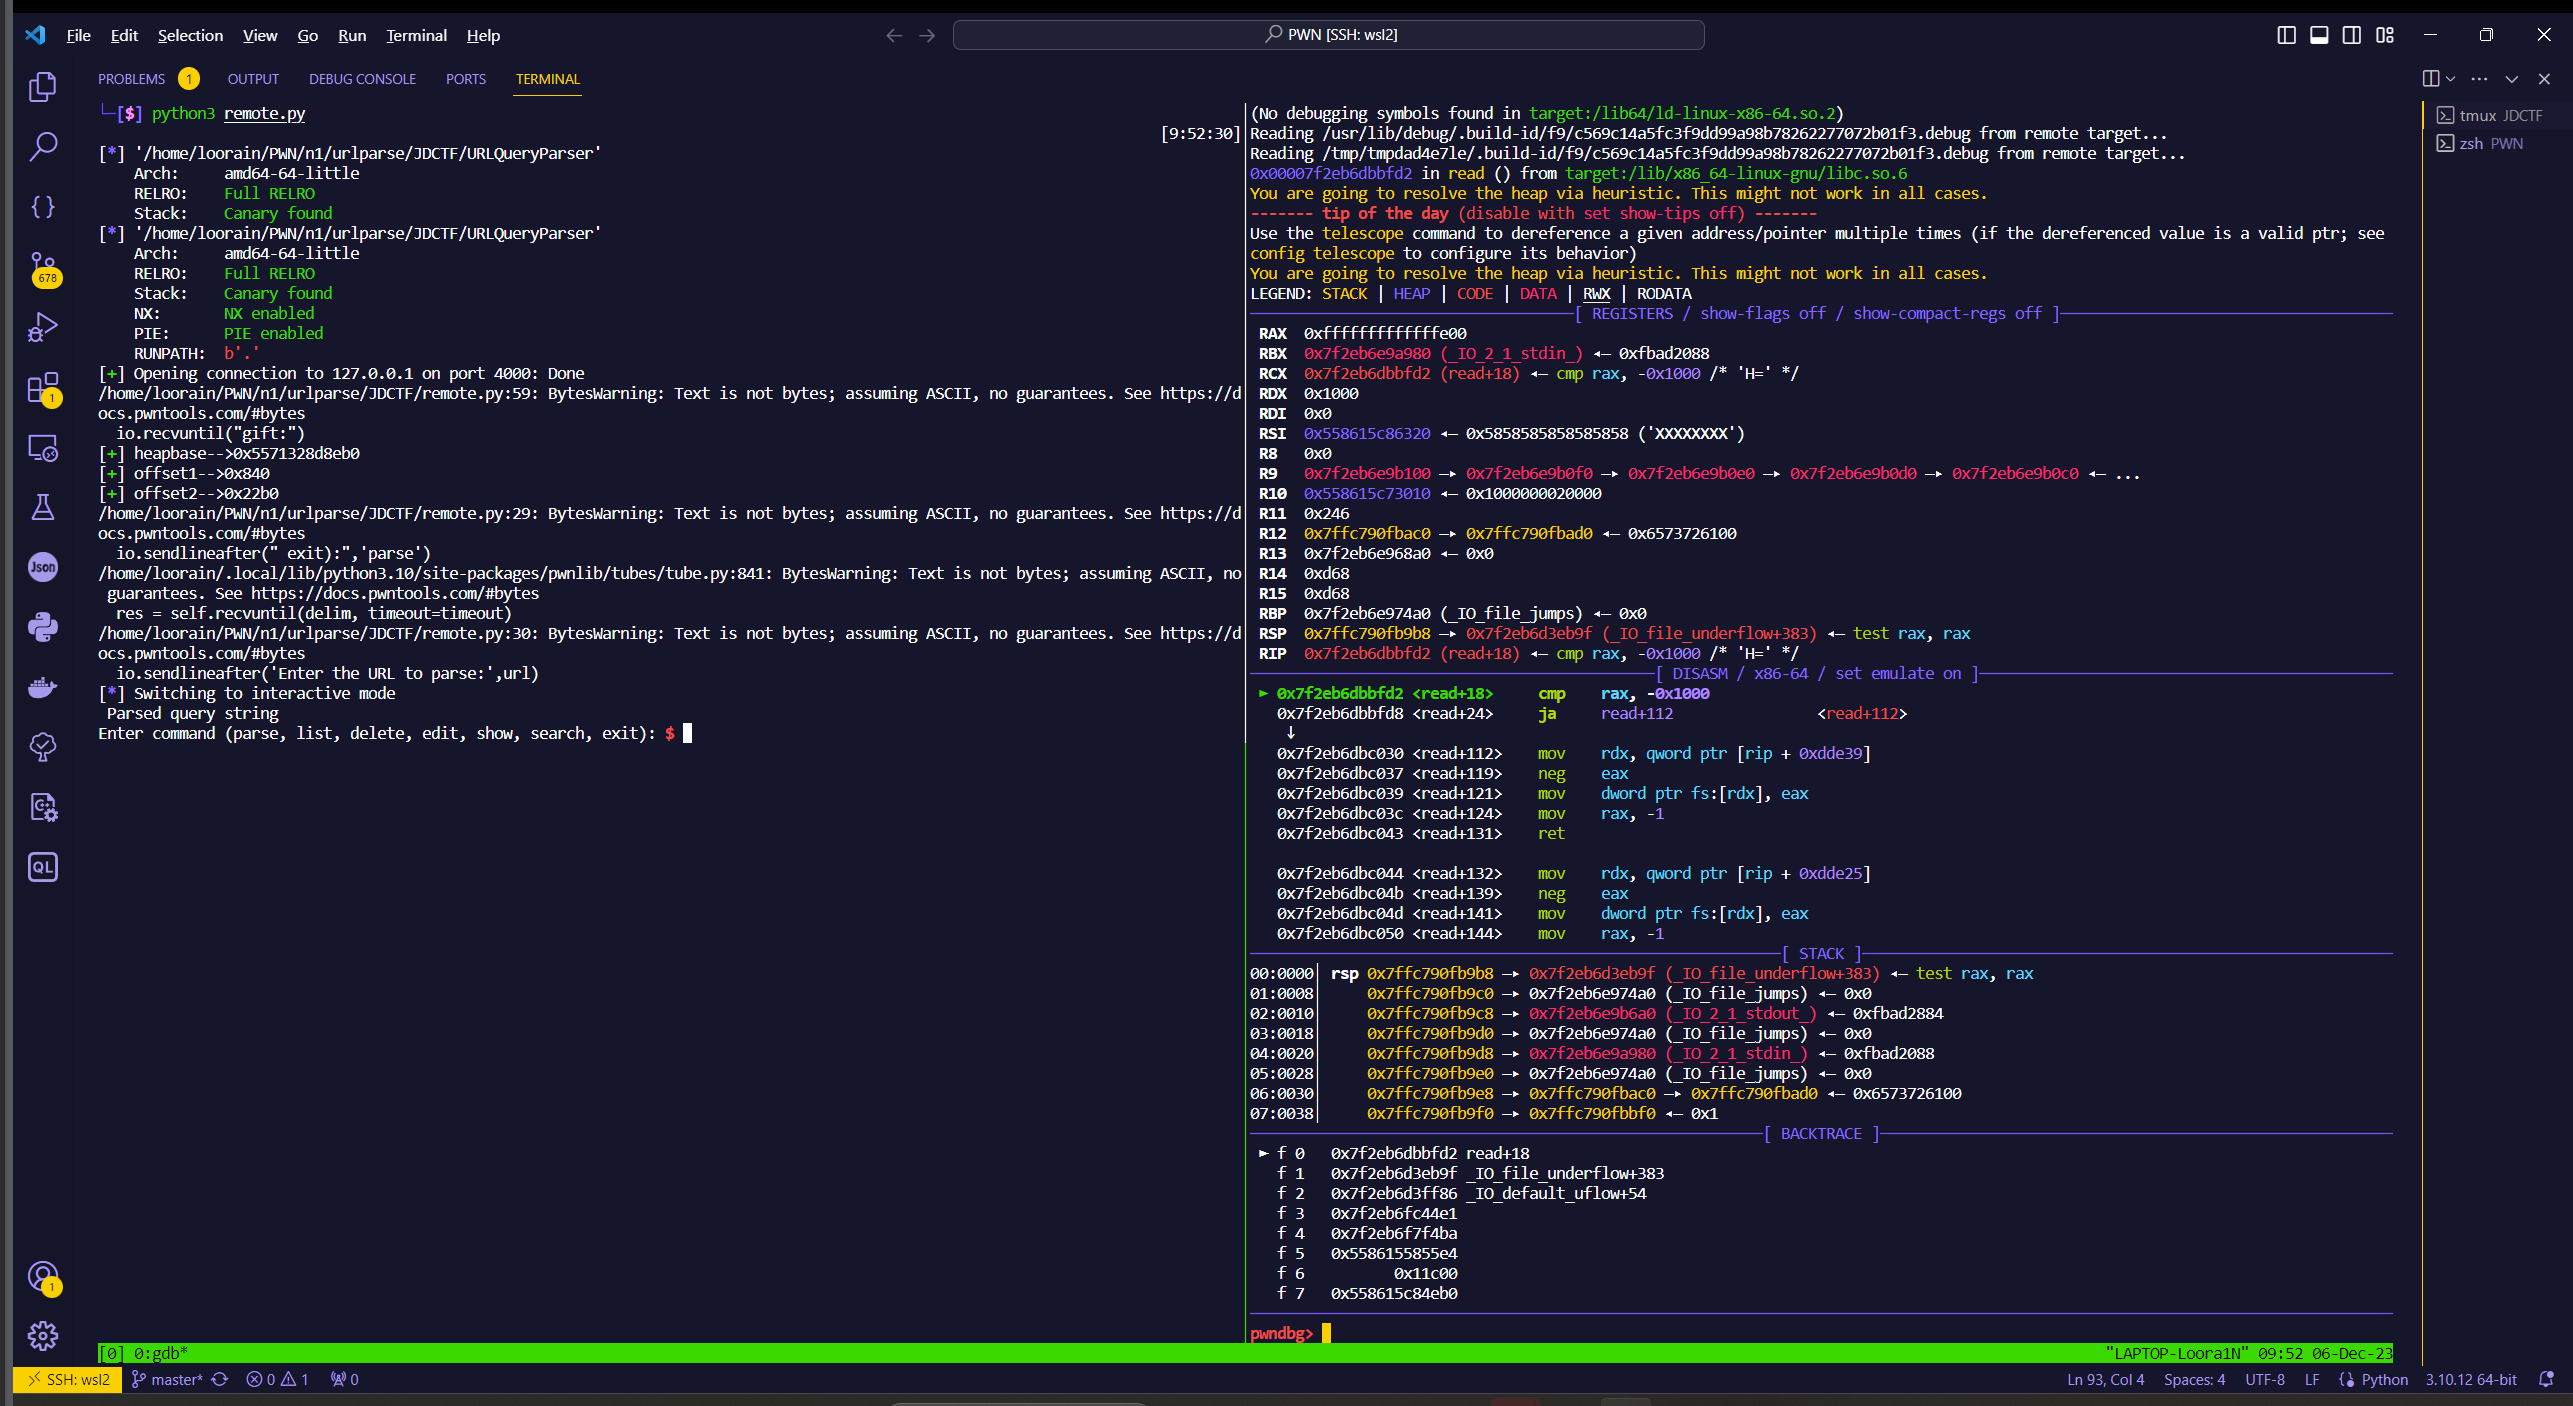 File Edit Selection View Go Run Terminal Help
PWN [SSH: wsl2]
PROBLEMS 1 OUTPUT DEBUG CONSOLE PORTS TERMINAL
└─[$] python3 remote.py
[9:52:30]
[*] '/home/loorain/PWN/n1/urlparse/JDCTF/URLQueryParser'
Arch: amd64-64-little
RELRO: Full RELRO
Stack: Canary found
[*] '/home/loorain/PWN/n1/urlparse/JDCTF/URLQueryParser'
Arch: amd64-64-little
RELRO: Full RELRO
Stack: Canary found
NX: NX enabled
PIE: PIE enabled
RUNPATH: b'.'
[+] Opening connection to 127.0.0.1 on port 4000: Done
/home/loorain/PWN/n1/urlparse/JDCTF/remote.py:59: BytesWarning: Text is not bytes; assuming ASCII, no guarantees. See https://d
ocs.pwntools.com/#bytes
io.recvuntil("gift:")
[+] heapbase-->0x5571328d8eb0
[+] offset1-->0x840
[+] offset2-->0x22b0
/home/loorain/PWN/n1/urlparse/JDCTF/remote.py:29: BytesWarning: Text is not bytes; assuming ASCII, no guarantees. See https://d
ocs.pwntools.com/#bytes
io.sendlineafter(" exit):",'parse')
/home/loorain/.local/lib/python3.10/site-packages/pwnlib/tubes/tube.py:841: BytesWarning: Text is not bytes; assuming ASCII, no
guarantees. See https://docs.pwntools.com/#bytes
res = self.recvuntil(delim, timeout=timeout)
/home/loorain/PWN/n1/urlparse/JDCTF/remote.py:30: BytesWarning: Text is not bytes; assuming ASCII, no guarantees. See https://d
ocs.pwntools.com/#bytes
io.sendlineafter('Enter the URL to parse:',url)
[*] Switching to interactive mode
Parsed query string
Enter command (parse, list, delete, edit, show, search, exit): $
(No debugging symbols found in target:/lib64/ld-linux-x86-64.so.2)
Reading /usr/lib/debug/.build-id/f9/c569c14a5fc3f9dd99a98b78262277072b01f3.debug from remote target...
Reading /tmp/tmpdad4e7le/.build-id/f9/c569c14a5fc3f9dd99a98b78262277072b01f3.debug from remote target...
0x00007f2eb6dbbfd2 in read () from target:/lib/x86_64-linux-gnu/libc.so.6
You are going to resolve the heap via heuristic. This might not work in all cases.
------- tip of the day (disable with set show-tips off) -------
Use the telescope command to dereference a given address/pointer multiple times (if the dereferenced value is a valid ptr; see
config telescope to configure its behavior)
You are going to resolve the heap via heuristic. This might not work in all cases.
LEGEND: STACK | HEAP | CODE | DATA | RWX | RODATA
[ REGISTERS / show-flags off / show-compact-regs off ]
RAX 0xfffffffffffffe00
RBX 0x7f2eb6e9a980 (_IO_2_1_stdin_) ◂— 0xfbad2088
RCX 0x7f2eb6dbbfd2 (read+18) ◂— cmp rax, -0x1000 /* 'H=' */
RDX 0x1000
RDI 0x0
RSI 0x558615c86320 ◂— 0x5858585858585858 ('XXXXXXXX')
R8 0x0
R9 0x7f2eb6e9b100 —▸ 0x7f2eb6e9b0f0 —▸ 0x7f2eb6e9b0e0 —▸ 0x7f2eb6e9b0d0 —▸ 0x7f2eb6e9b0c0 ◂— ...
R10 0x558615c73010 ◂— 0x1000000020000
R11 0x246
R12 0x7ffc790fbac0 —▸ 0x7ffc790fbad0 ◂— 0x6573726100
R13 0x7f2eb6e968a0 ◂— 0x0
R14 0xd68
R15 0xd68
RBP 0x7f2eb6e974a0 (_IO_file_jumps) ◂— 0x0
RSP 0x7ffc790fb9b8 —▸ 0x7f2eb6d3eb9f (_IO_file_underflow+383) ◂— test rax, rax
RIP 0x7f2eb6dbbfd2 (read+18) ◂— cmp rax, -0x1000 /* 'H=' */
[ DISASM / x86-64 / set emulate on ]
► 0x7f2eb6dbbfd2 <read+18> cmp rax, -0x1000
0x7f2eb6dbbfd8 <read+24> ja read+112 <read+112>
↓
0x7f2eb6dbc030 <read+112> mov rdx, qword ptr [rip + 0xdde39]
0x7f2eb6dbc037 <read+119> neg eax
0x7f2eb6dbc039 <read+121> mov dword ptr fs:[rdx], eax
0x7f2eb6dbc03c <read+124> mov rax, -1
0x7f2eb6dbc043 <read+131> ret
0x7f2eb6dbc044 <read+132> mov rdx, qword ptr [rip + 0xdde25]
0x7f2eb6dbc04b <read+139> neg eax
0x7f2eb6dbc04d <read+141> mov dword ptr fs:[rdx], eax
0x7f2eb6dbc050 <read+144> mov rax, -1
[ STACK ]
00:0000│ rsp 0x7ffc790fb9b8 —▸ 0x7f2eb6d3eb9f (_IO_file_underflow+383) ◂— test rax, rax
01:0008│ 0x7ffc790fb9c0 —▸ 0x7f2eb6e974a0 (_IO_file_jumps) ◂— 0x0
02:0010│ 0x7ffc790fb9c8 —▸ 0x7f2eb6e9b6a0 (_IO_2_1_stdout_) ◂— 0xfbad2884
03:0018│ 0x7ffc790fb9d0 —▸ 0x7f2eb6e974a0 (_IO_file_jumps) ◂— 0x0
04:0020│ 0x7ffc790fb9d8 —▸ 0x7f2eb6e9a980 (_IO_2_1_stdin_) ◂— 0xfbad2088
05:0028│ 0x7ffc790fb9e0 —▸ 0x7f2eb6e974a0 (_IO_file_jumps) ◂— 0x0
06:0030│ 0x7ffc790fb9e8 —▸ 0x7ffc790fbac0 —▸ 0x7ffc790fbad0 ◂— 0x6573726100
07:0038│ 0x7ffc790fb9f0 —▸ 0x7ffc790fbbf0 ◂— 0x1
[ BACKTRACE ]
► f 0 0x7f2eb6dbbfd2 read+18
f 1 0x7f2eb6d3eb9f _IO_file_underflow+383
f 2 0x7f2eb6d3ff86 _IO_default_uflow+54
f 3 0x7f2eb6fc44e1
f 4 0x7f2eb6f7f4ba
f 5 0x5586155855e4
f 6 0x11c00
f 7 0x558615c84eb0
pwndbg>
tmux JDCTF
zsh PWN
678
1
Json
QL
1
[0] 0:gdb*
"LAPTOP-Loora1N" 09:52 06-Dec-23
SSH: wsl2 master* 0 1 0
Ln 93, Col 4 Spaces: 4 UTF-8 LF Python 3.10.12 64-bit